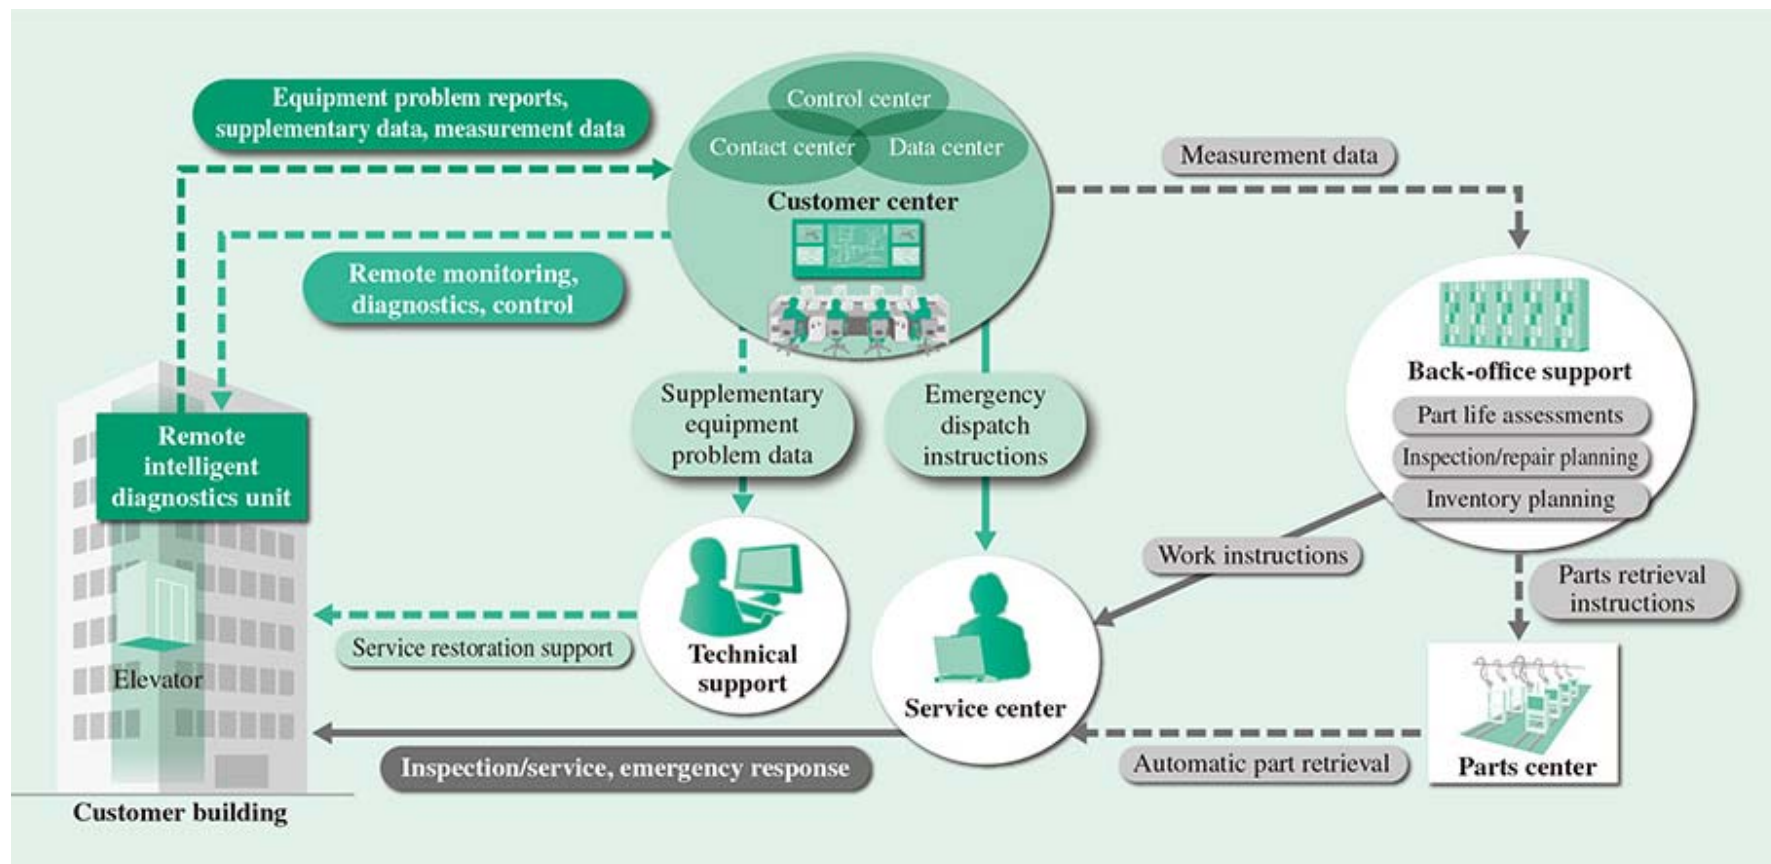 Equipment problem reports,
supplementary data, measurement data
Control center
Contact center
Data center
Customer center
Measurement data
Remote monitoring,
diagnostics, control
Back-office support
Part life assessments
Inspection/repair planning
Inventory planning
Supplementary
equipment
problem data
Emergency
dispatch
instructions
Remote
intelligent
diagnostics unit
Work instructions
Parts retrieval
instructions
Service restoration support
Technical
support
Elevator
Service center
Inspection/service, emergency response
Automatic part retrieval
Parts center
Customer building